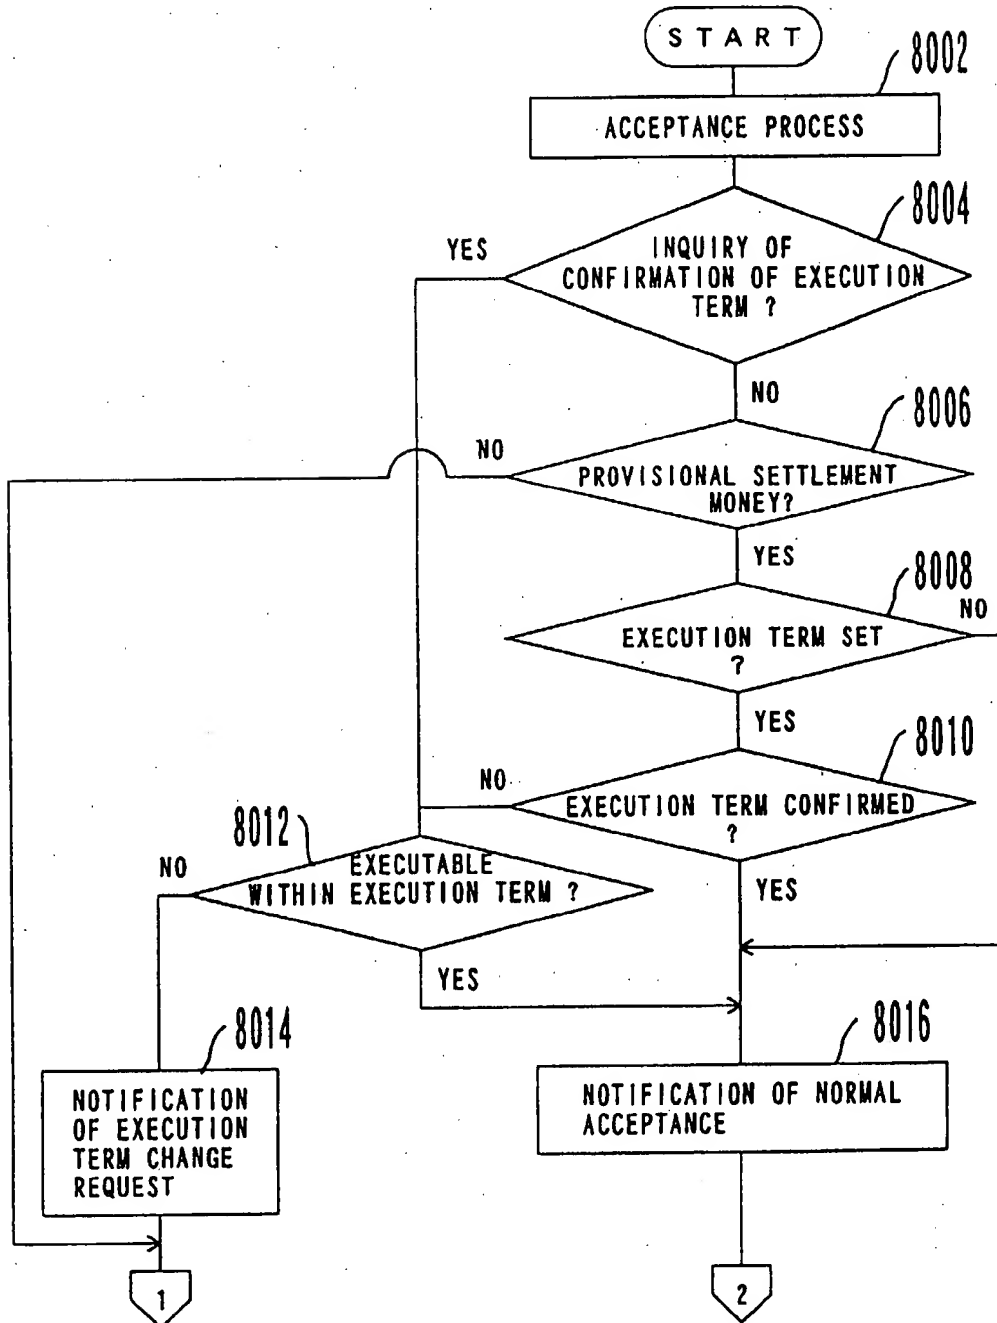 START
8002
ACCEPTANCE PROCESS
8004
YES
INQUIRY OF
CONFIRMATION OF EXECUTION
TERM ?
NO
8006
NO
PROVISIONAL SETTLEMENT
MONEY?
YES
8008
NO
EXECUTION TERM SET
?
YES
8010
NO
EXECUTION TERM CONFIRMED
?
8012
NO
EXECUTABLE
WITHIN EXECUTION TERM ?
YES
YES
8014
8016
NOTIFICATION
OF EXECUTION
TERM CHANGE
REQUEST
NOTIFICATION OF NORMAL
ACCEPTANCE
1
2